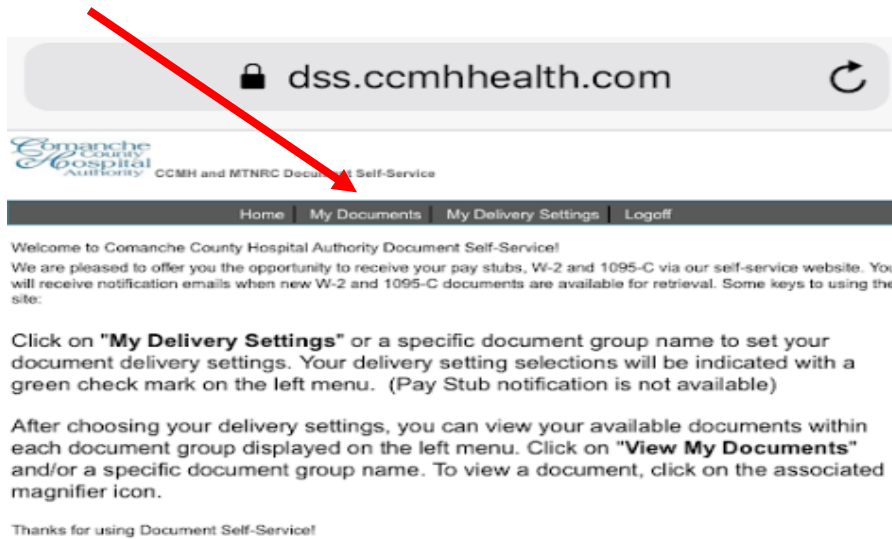 dss.ccmhhealth.com
Comanche
County
Hospital
Authority
CCMH and MTNRC Document Self-Service
Home My Documents My Delivery Settings Logoff
Welcome to Comanche County Hospital Authority Document Self-Service!
We are pleased to offer you the opportunity to receive your pay stubs, W-2 and 1095-C via our self-service website. You
will receive notification emails when new W-2 and 1095-C documents are available for retrieval. Some keys to using the
site:
Click on "My Delivery Settings" or a specific document group name to set your
document delivery settings. Your delivery setting selections will be indicated with a
green check mark on the left menu. (Pay Stub notification is not available)
After choosing your delivery settings, you can view your available documents within
each document group displayed on the left menu. Click on "View My Documents"
and/or a specific document group name. To view a document, click on the associated
magnifier icon.
Thanks for using Document Self-Service!